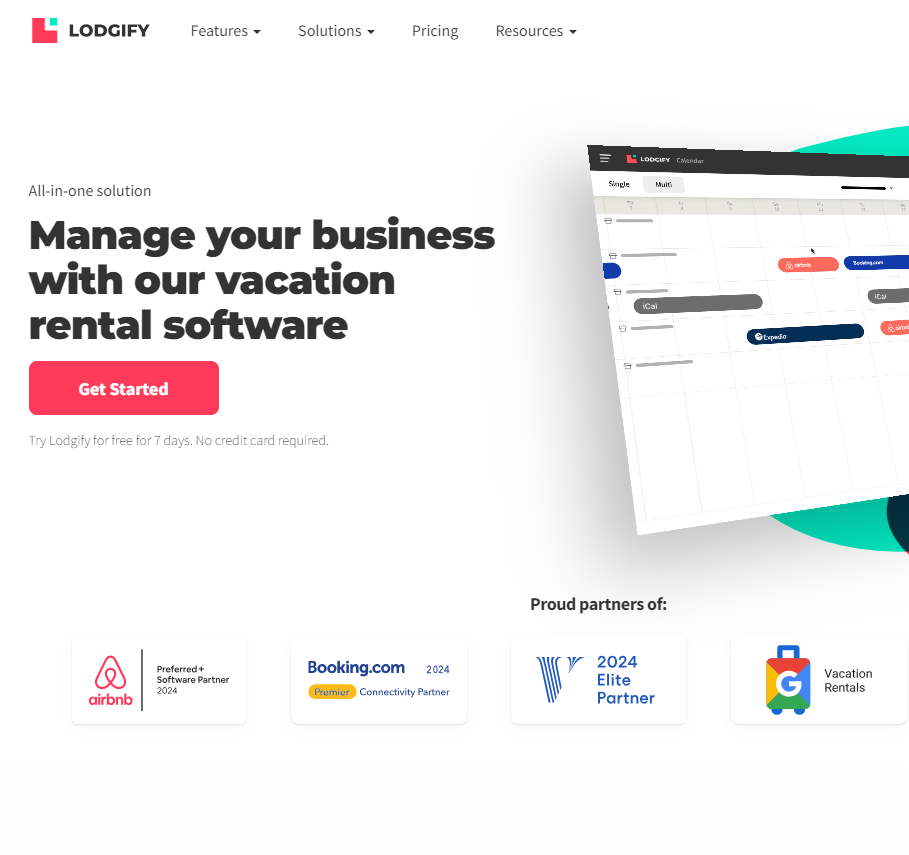 LODGIFY
Features
Solutions
Pricing
Resources
All-in-one solution
Manage your business
with our vacation
rental software
Get Started
Try Lodgify for free for 7 days. No credit card required.
LODGIFY Calendar
Single Multi
airbnb
Booking.com
iCal
iCal
Expedia
Proud partners of:
airbnb
Preferred+
Software Partner
2024
Booking.com 2024
Premier Connectivity Partner
2024
Elite
Partner
G
Vacation
Rentals